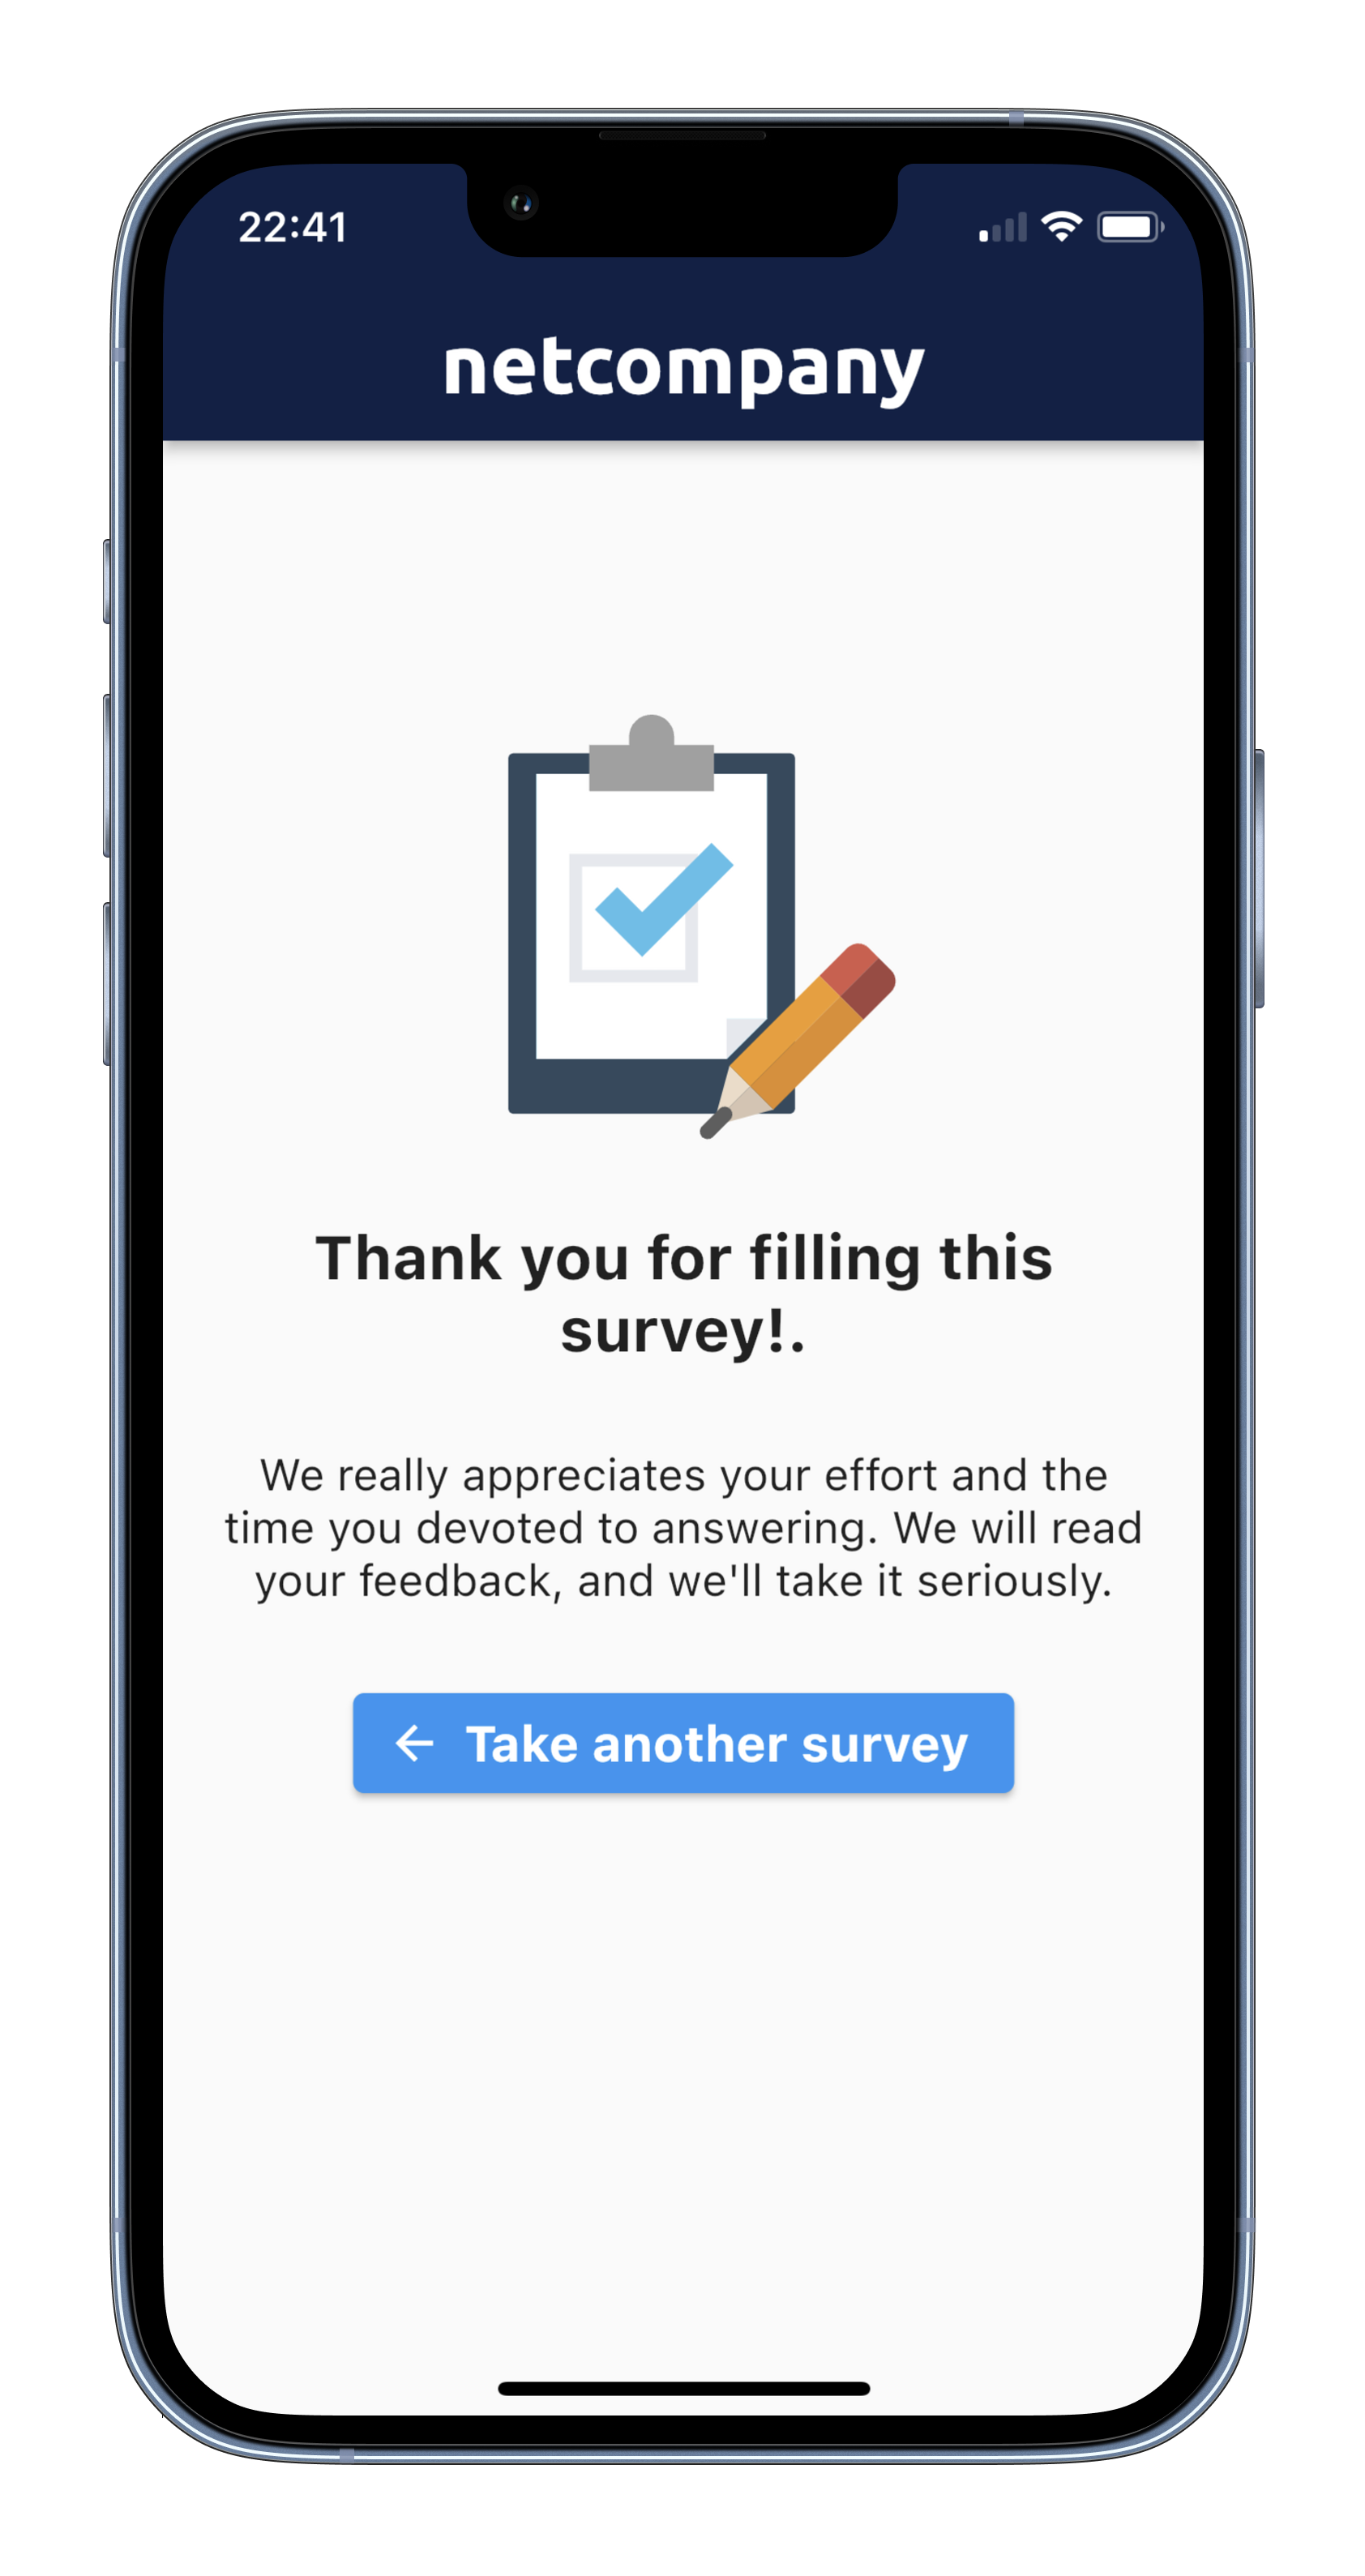 22:41
netcompany
Thank you for filling this
survey!.
We really appreciates your effort and the
time you devoted to answering. We will read
your feedback, and we'll take it seriously.
Take another survey